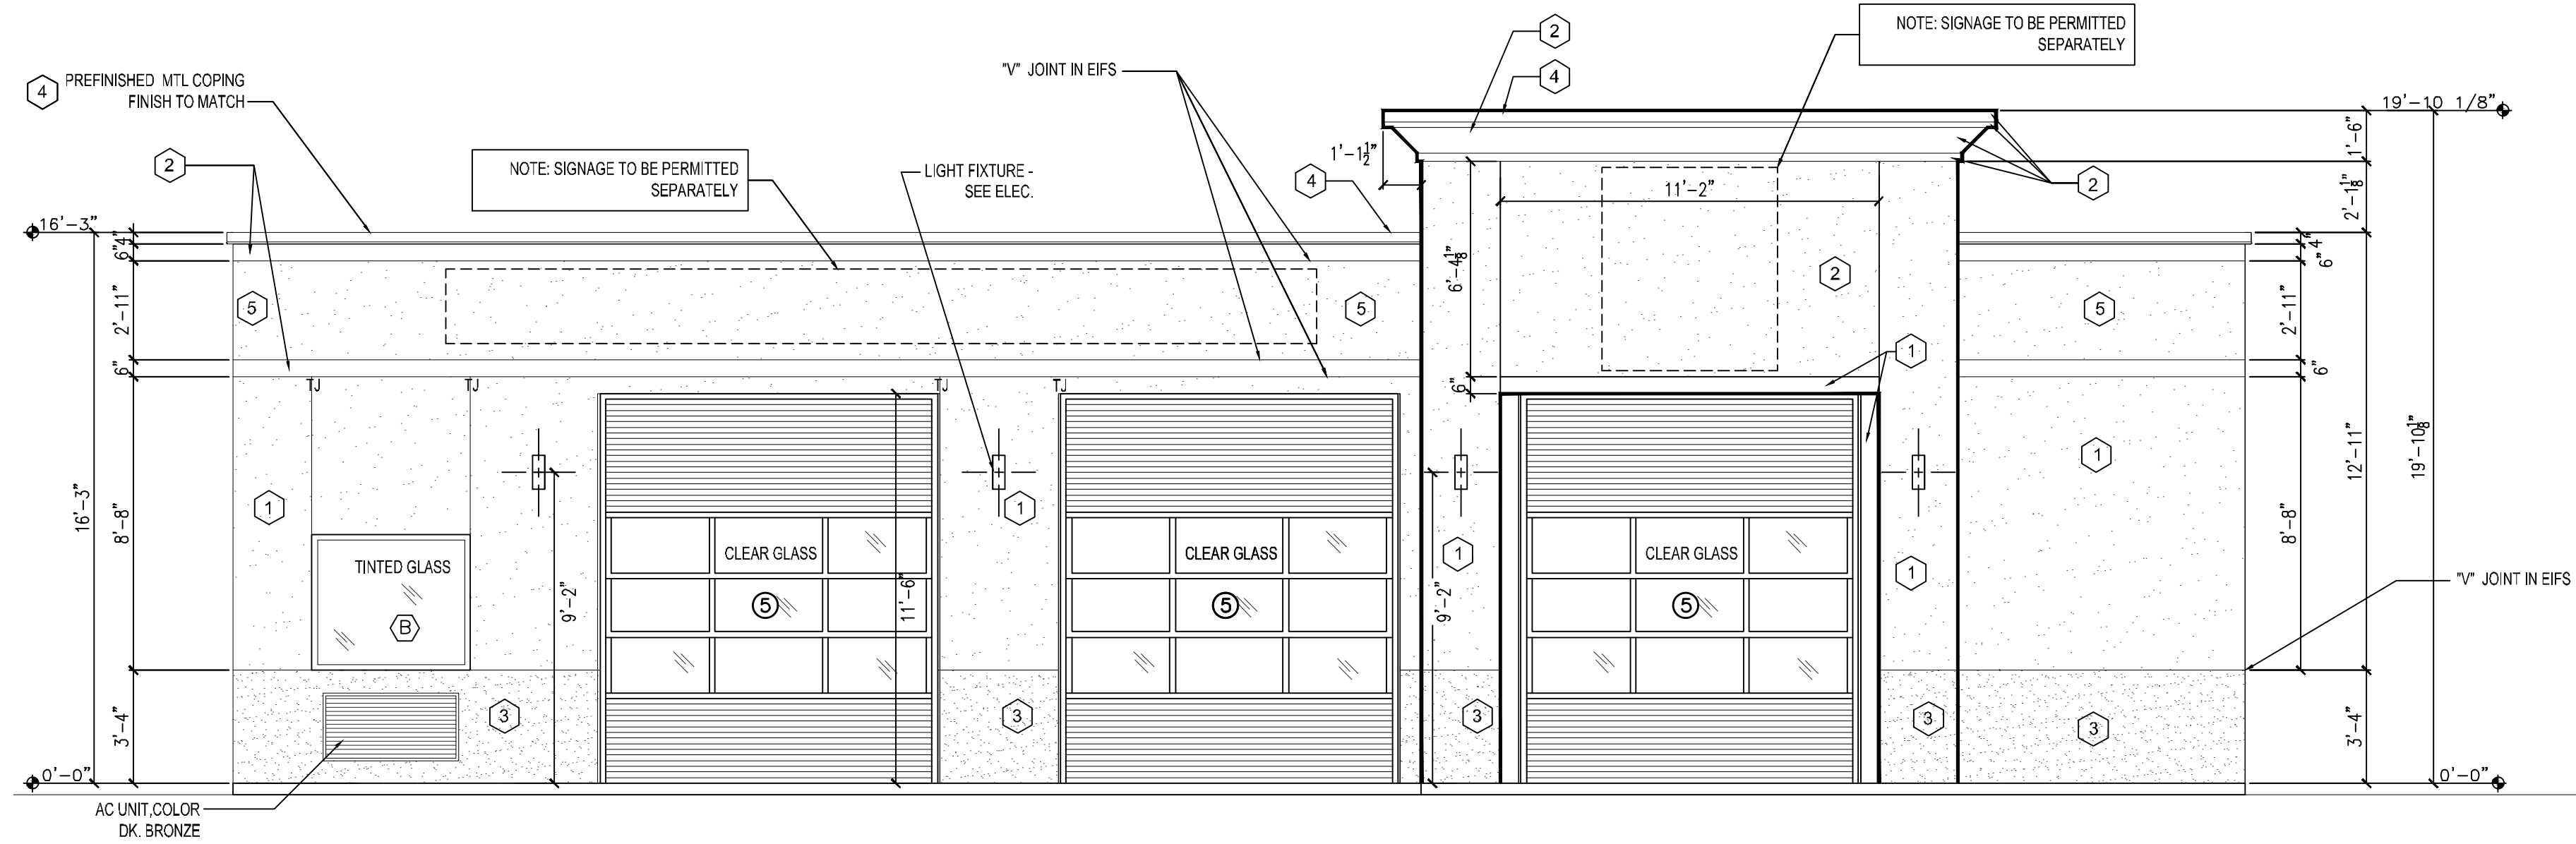 NOTE: SIGNAGE TO BE PERMITTED
SEPARATELY
2
4
"V" JOINT IN EIFS
4
PREFINISHED MTL COPING
FINISH TO MATCH
2
NOTE: SIGNAGE TO BE PERMITTED
SEPARATELY
LIGHT FIXTURE -
SEE ELEC.
1'-1½"
4
11'-2"
2
19'-10 1/8"
1'-6"
2'-1⅛"
16'-3"
4"
6"
2'-11"
6"
5
5
6'-4⅛"
6"
2
1
5
4"
6"
2'-11"
6"
TJ
TJ
TJ
TJ
16'-3"
8'-8"
1
1
1
1
1
12'-11"
19'-10⅛"
8'-8"
TINTED GLASS
B
9'-2"
CLEAR GLASS
5
11'-6"
CLEAR GLASS
5
9'-2"
CLEAR GLASS
5
"V" JOINT IN EIFS
3'-4"
3
3
3
3
3
3'-4"
0'-0"
0'-0"
AC UNIT,COLOR
DK. BRONZE